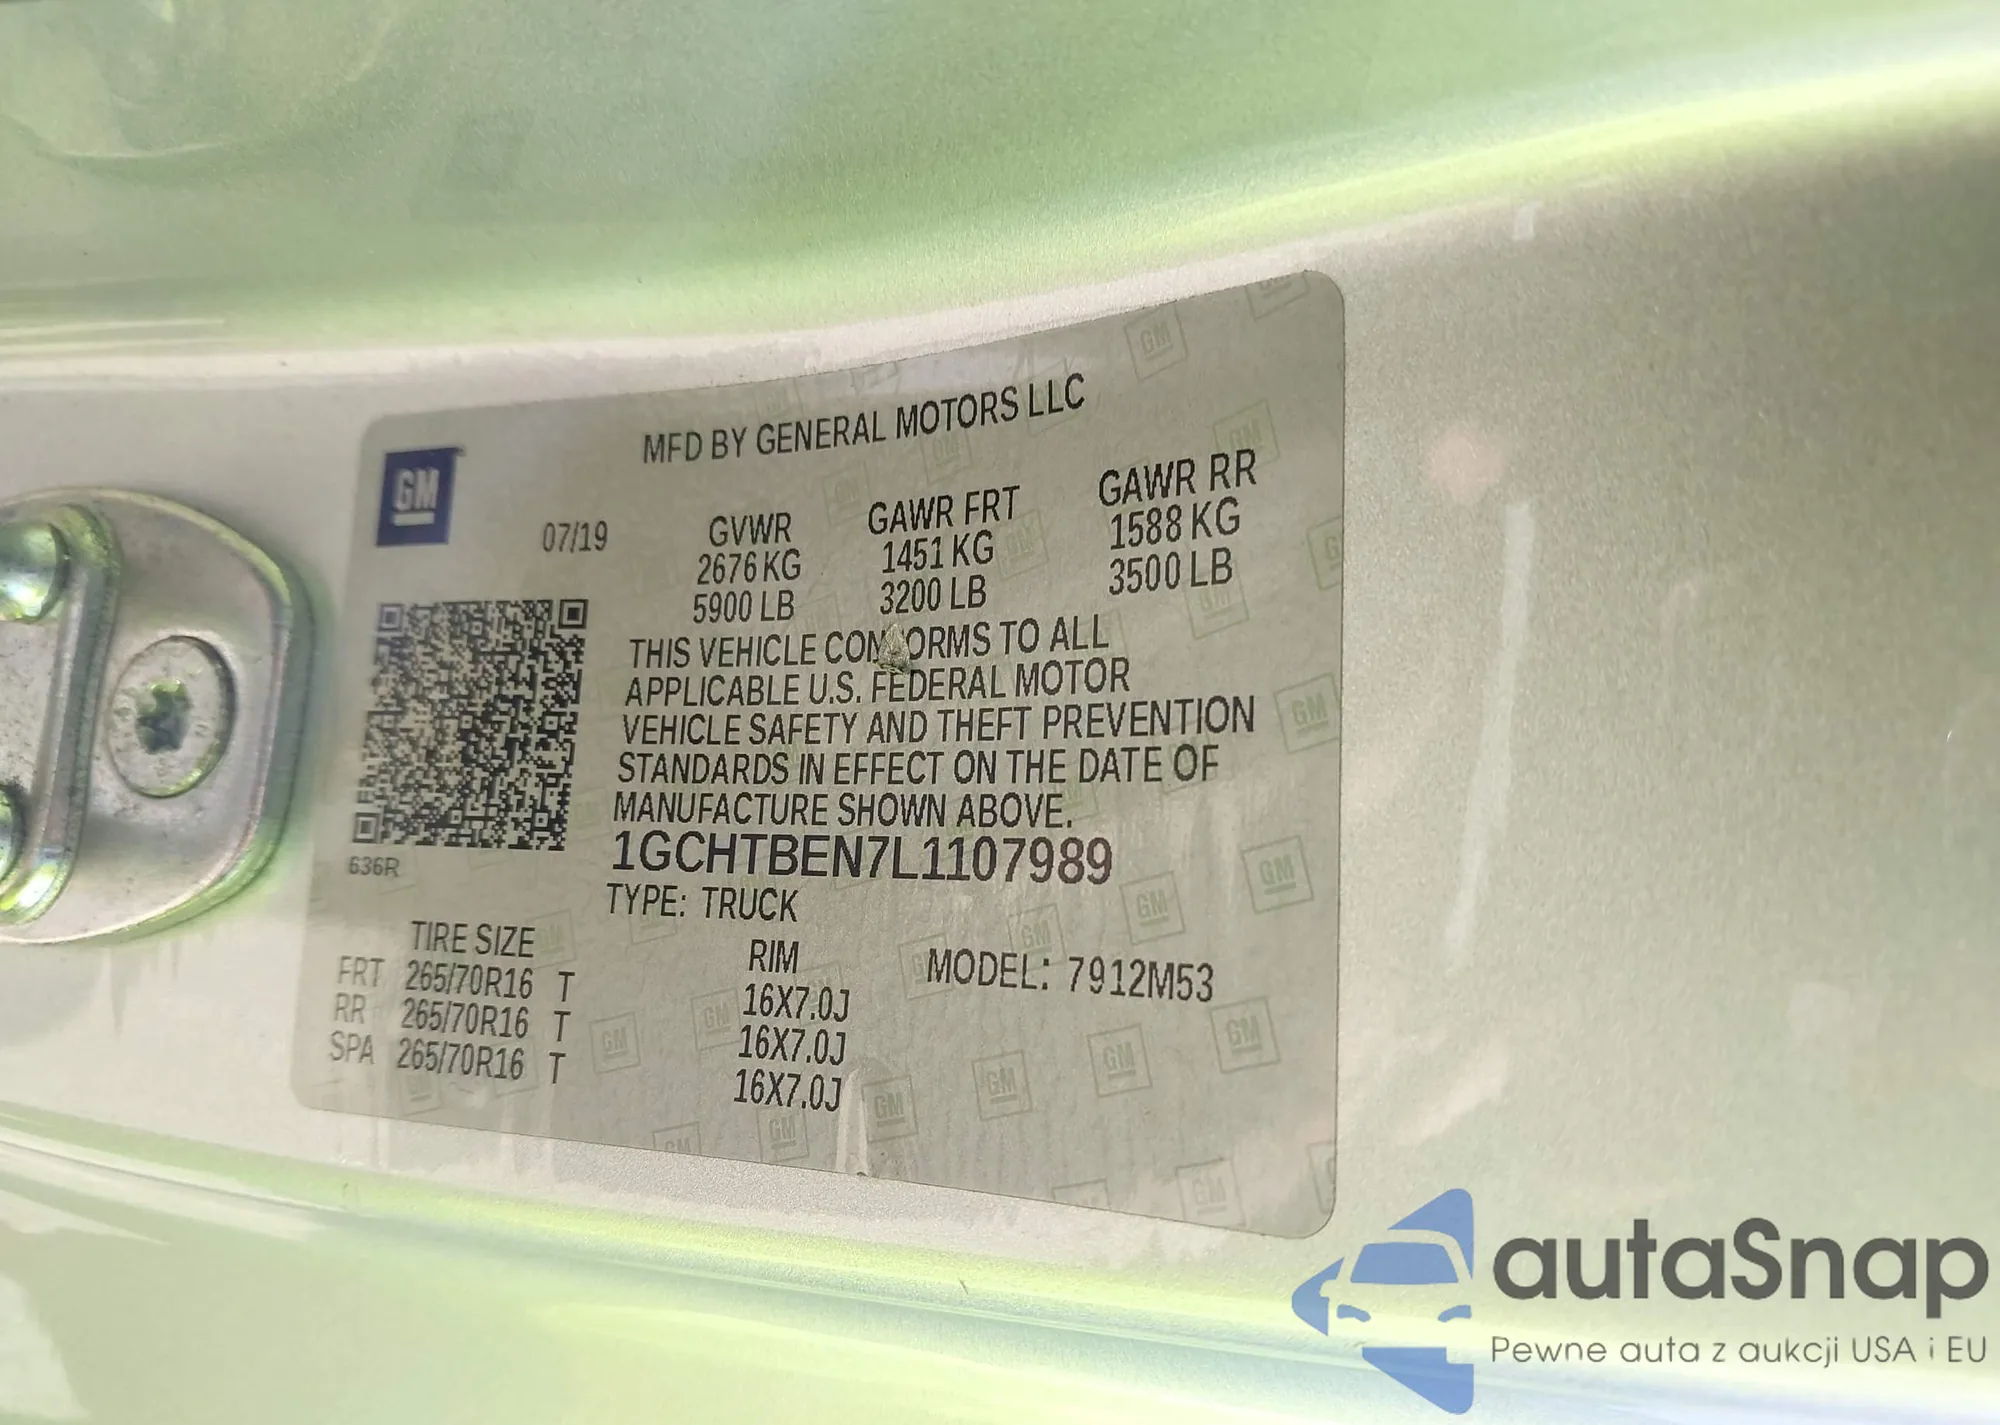 MFD BY GENERAL MOTORS LLC
GM
07/19
GVWR
2676 KG
5900 LB
GAWR FRT
1451 KG
3200 LB
GAWR RR
1588 KG
3500 LB
THIS VEHICLE CONFORMS TO ALL
APPLICABLE U.S. FEDERAL MOTOR
VEHICLE SAFETY AND THEFT PREVENTION
STANDARDS IN EFFECT ON THE DATE OF
MANUFACTURE SHOWN ABOVE.
636R
1GCHTBEN7L1107989
TYPE: TRUCK
TIRE SIZE
RIM
MODEL: 7912M53
FRT 265/70R16 T 16X7.0J
RR 265/70R16 T 16X7.0J
SPA 265/70R16 T 16X7.0J
autaSnap
Pewne auta z aukcji USA i EU